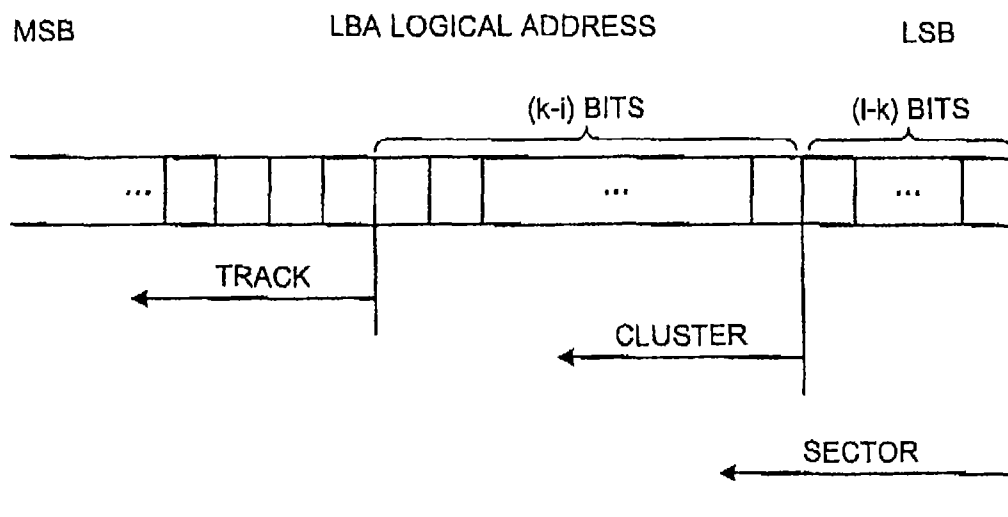 MSB LBA LOGICAL ADDRESS LSB
(k-i) BITS (l-k) BITS
... ... ...
TRACK
CLUSTER
SECTOR